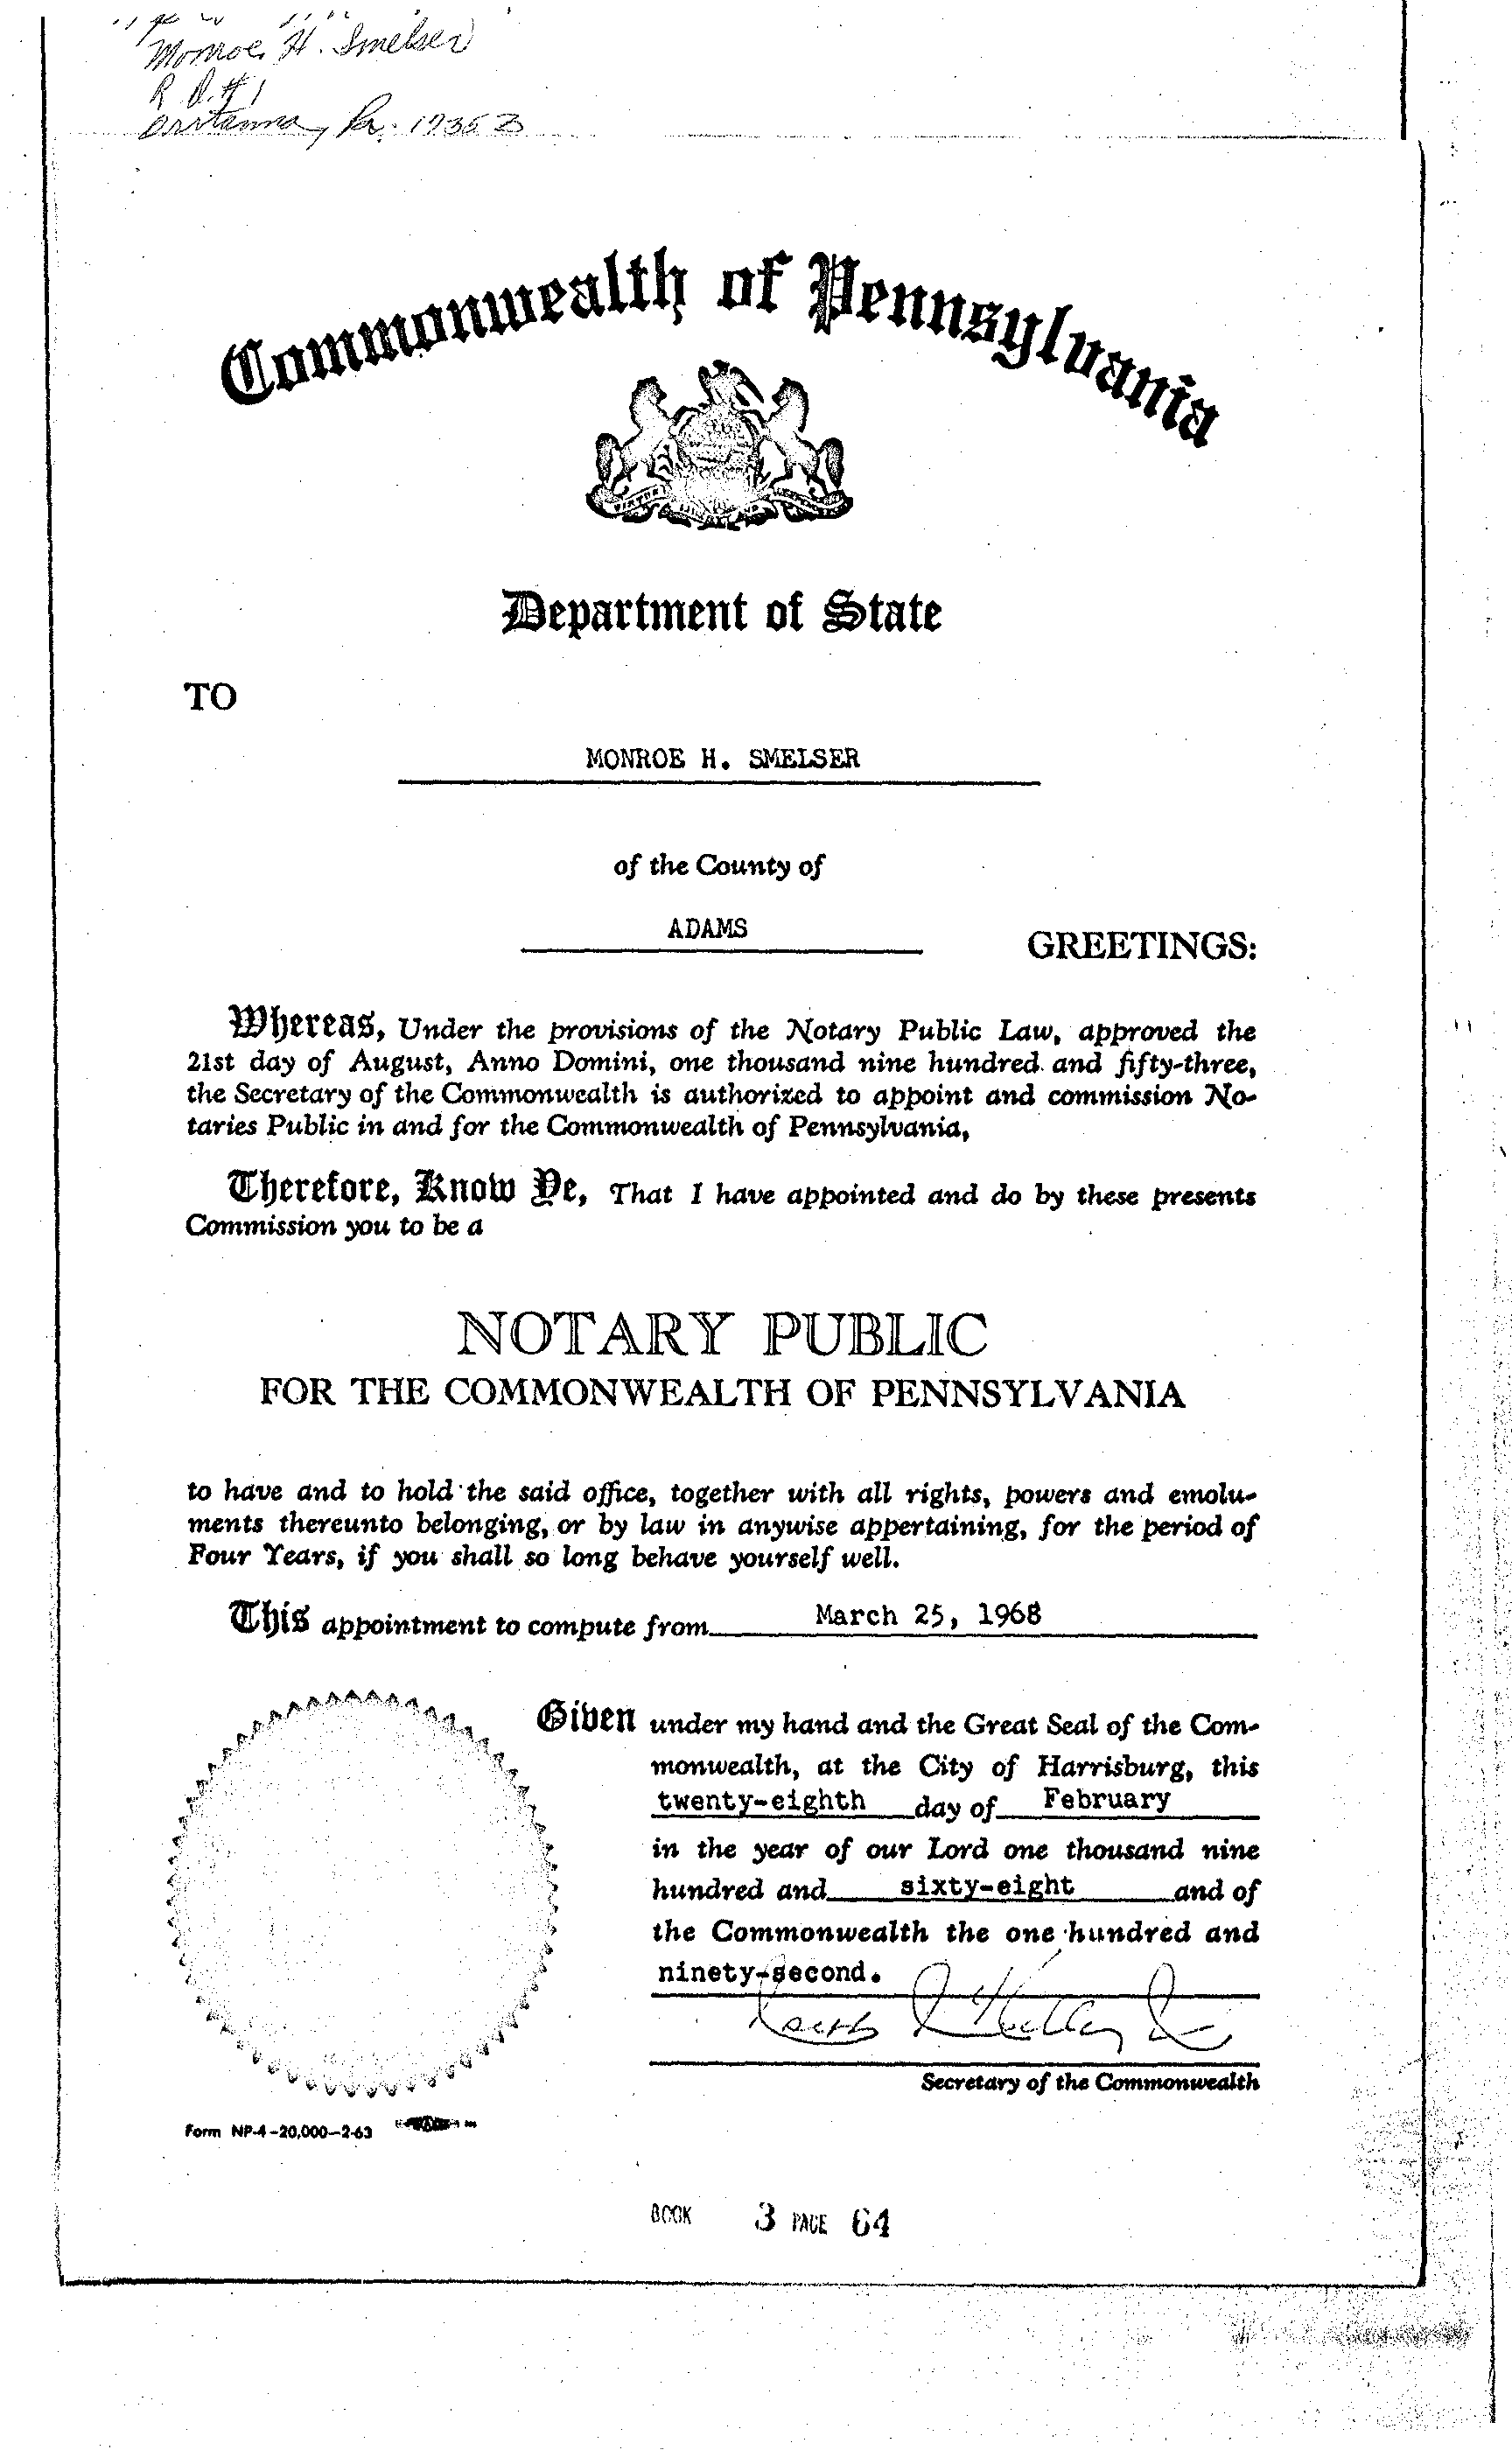 Monroe H. Smelser
R. D. #1
Orrtanna, Pa. 17353
Commonwealth of Pennsylvania
VIRTUE
Department of State
TO
MONROE H. SMELSER
of the County of
ADAMS
GREETINGS:
Whereas, Under the provisions of the Notary Public Law, approved the
21st day of August, Anno Domini, one thousand nine hundred and fifty-three,
the Secretary of the Commonwealth is authorized to appoint and commission No-
taries Public in and for the Commonwealth of Pennsylvania,
Therefore, Know Ye, That I have appointed and do by these presents
Commission you to be a
NOTARY PUBLIC
FOR THE COMMONWEALTH OF PENNSYLVANIA
to have and to hold the said office, together with all rights, powers and emolu-
ments thereunto belonging, or by law in anywise appertaining, for the period of
Four Years, if you shall so long behave yourself well.
This appointment to compute from March 25, 1968
Given under my hand and the Great Seal of the Com-
monwealth, at the City of Harrisburg, this
twenty-eighth day of February
in the year of our Lord one thousand nine
hundred and sixty-eight and of
the Commonwealth the one hundred and
ninety-second.
Secretary of the Commonwealth
Form NP-4-20,000-2-63
BOOK 3 PAGE 64